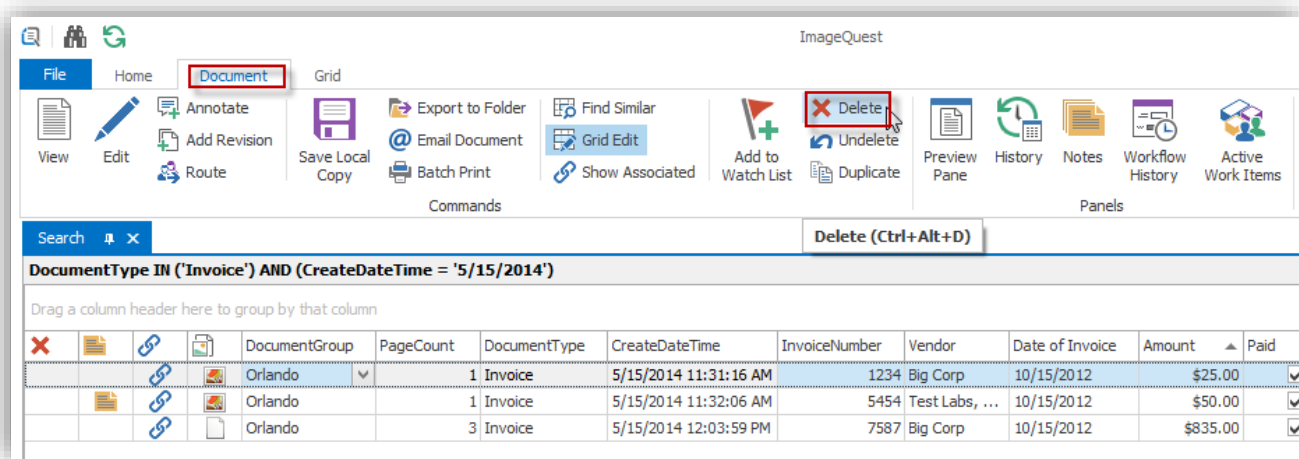 ImageQuest
File Home Document Grid
View
Edit
Annotate
Add Revision
Route
Save Local
Copy
Export to Folder
Email Document
Batch Print
Find Similar
Grid Edit
Show Associated
Add to
Watch List
Delete
Undelete
Duplicate
Preview
Pane
History
Notes
Workflow
History
Active
Work Items
Commands
Panels
Delete (Ctrl+Alt+D)
Search
DocumentType IN ('Invoice') AND (CreateDateTime = '5/15/2014')
Drag a column header here to group by that column
DocumentGroup PageCount DocumentType CreateDateTime InvoiceNumber Vendor Date of Invoice Amount Paid
Orlando 1 Invoice 5/15/2014 11:31:16 AM 1234 Big Corp 10/15/2012 $25.00
Orlando 1 Invoice 5/15/2014 11:32:06 AM 5454 Test Labs, ... 10/15/2012 $50.00
Orlando 3 Invoice 5/15/2014 12:03:59 PM 7587 Big Corp 10/15/2012 $835.00